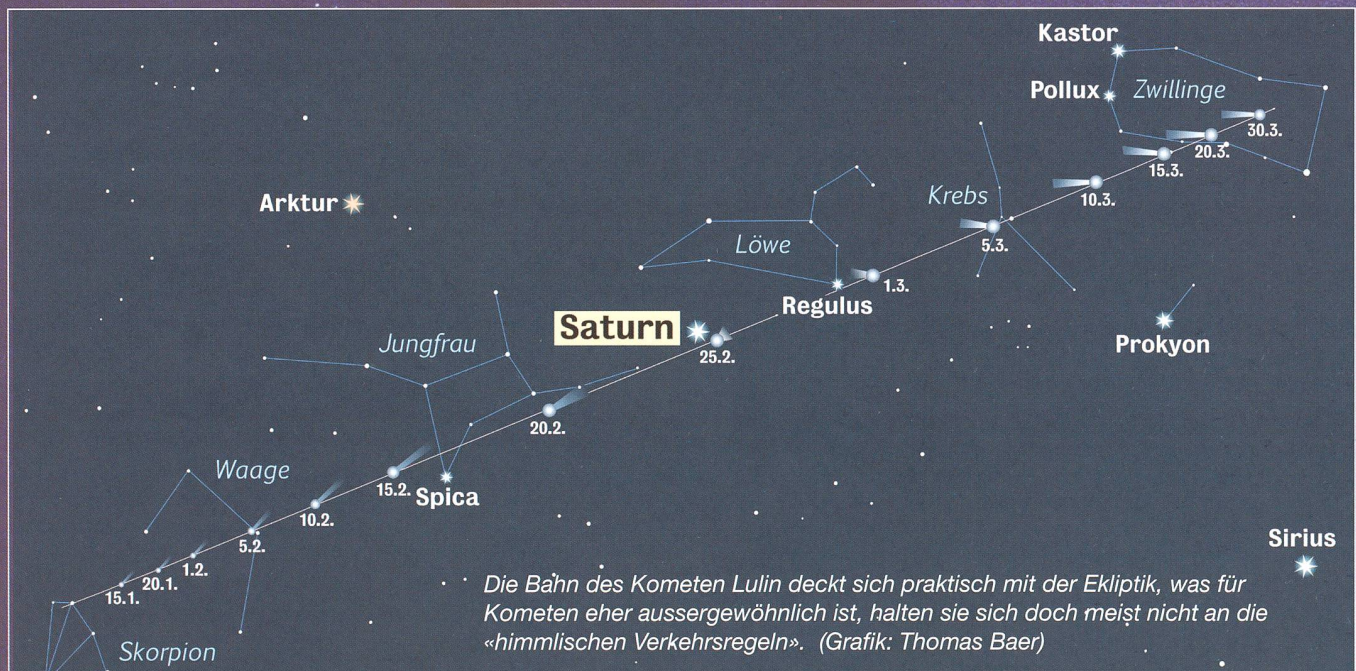 Kastor
Pollux
Zwillinge
30.3.
20.3.
15.3.
10.3.
Arktur
Krebs
5.3.
Löwe
1.3.
Regulus
Saturn
25.2.
Prokyon
Jungfrau
20.2.
Waage
15.2.
Spica
10.2.
5.2.
1.2.
20.1.
15.1.
Sirius
Skorpion
Die Bahn des Kometen Lulin deckt sich praktisch mit der Ekliptik, was für
Kometen eher aussergewöhnlich ist, halten sie sich doch meist nicht an die
«himmlischen Verkehrsregeln». (Grafik: Thomas Baer)